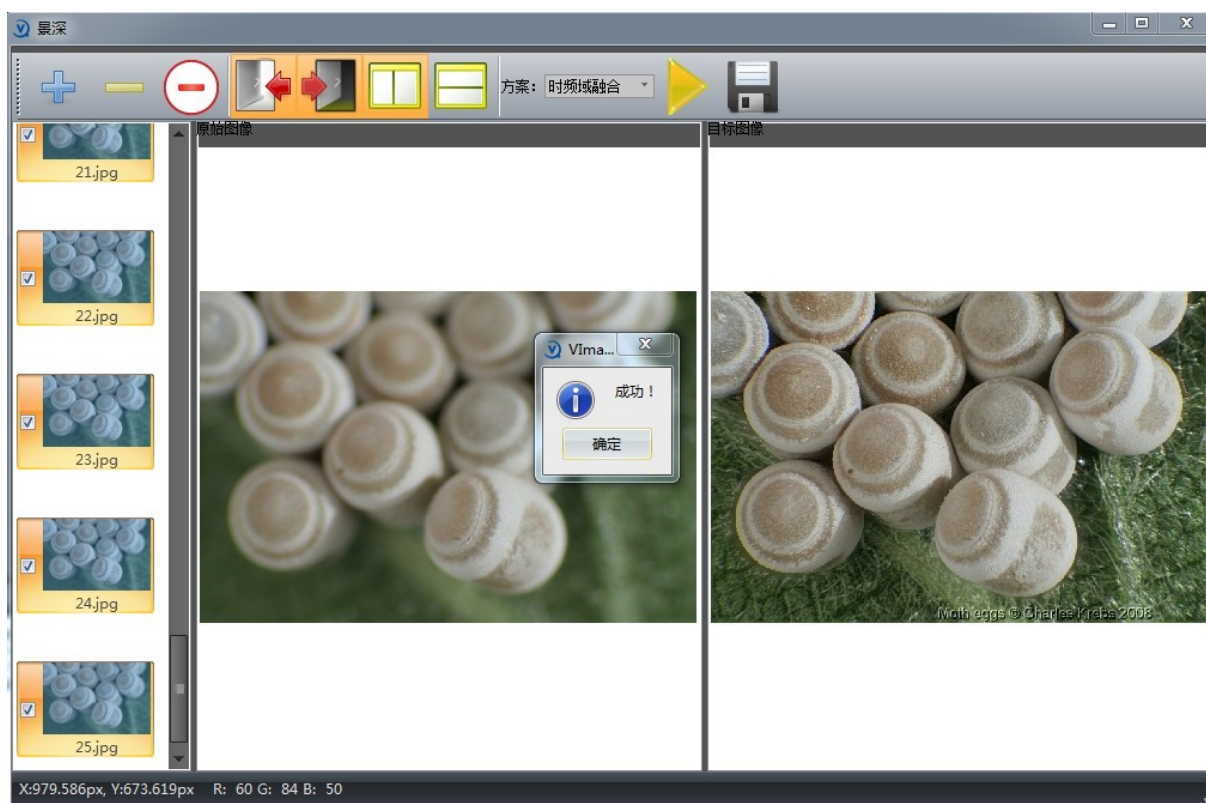 景深
方案: 时频域融合
原始图像
目标图像
21.jpg
22.jpg
23.jpg
24.jpg
25.jpg
VIma...
成功！
确定
Moth eggs © Charles Krebs 2008
X:979.586px, Y:673.619px R: 60 G: 84 B: 50